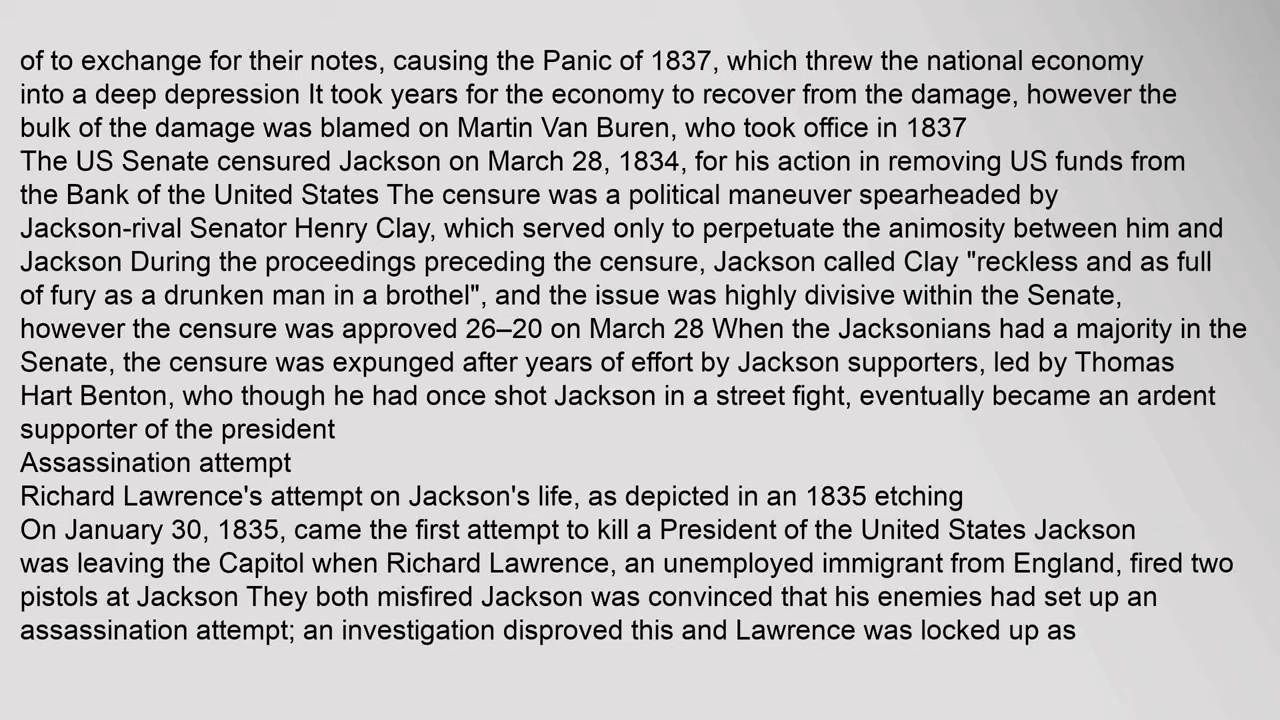 of to exchange for their notes, causing the Panic of 1837, which threw the national economy
into a deep depression It took years for the economy to recover from the damage, however the
bulk of the damage was blamed on Martin Van Buren, who took office in 1837
The US Senate censured Jackson on March 28, 1834, for his action in removing US funds from
the Bank of the United States The censure was a political maneuver spearheaded by
Jackson-rival Senator Henry Clay, which served only to perpetuate the animosity between him and
Jackson During the proceedings preceding the censure, Jackson called Clay "reckless and as full
of fury as a drunken man in a brothel", and the issue was highly divisive within the Senate,
however the censure was approved 26–20 on March 28 When the Jacksonians had a majority in the
Senate, the censure was expunged after years of effort by Jackson supporters, led by Thomas
Hart Benton, who though he had once shot Jackson in a street fight, eventually became an ardent
supporter of the president
Assassination attempt
Richard Lawrence's attempt on Jackson's life, as depicted in an 1835 etching
On January 30, 1835, came the first attempt to kill a President of the United States Jackson
was leaving the Capitol when Richard Lawrence, an unemployed immigrant from England, fired two
pistols at Jackson They both misfired Jackson was convinced that his enemies had set up an
assassination attempt; an investigation disproved this and Lawrence was locked up as